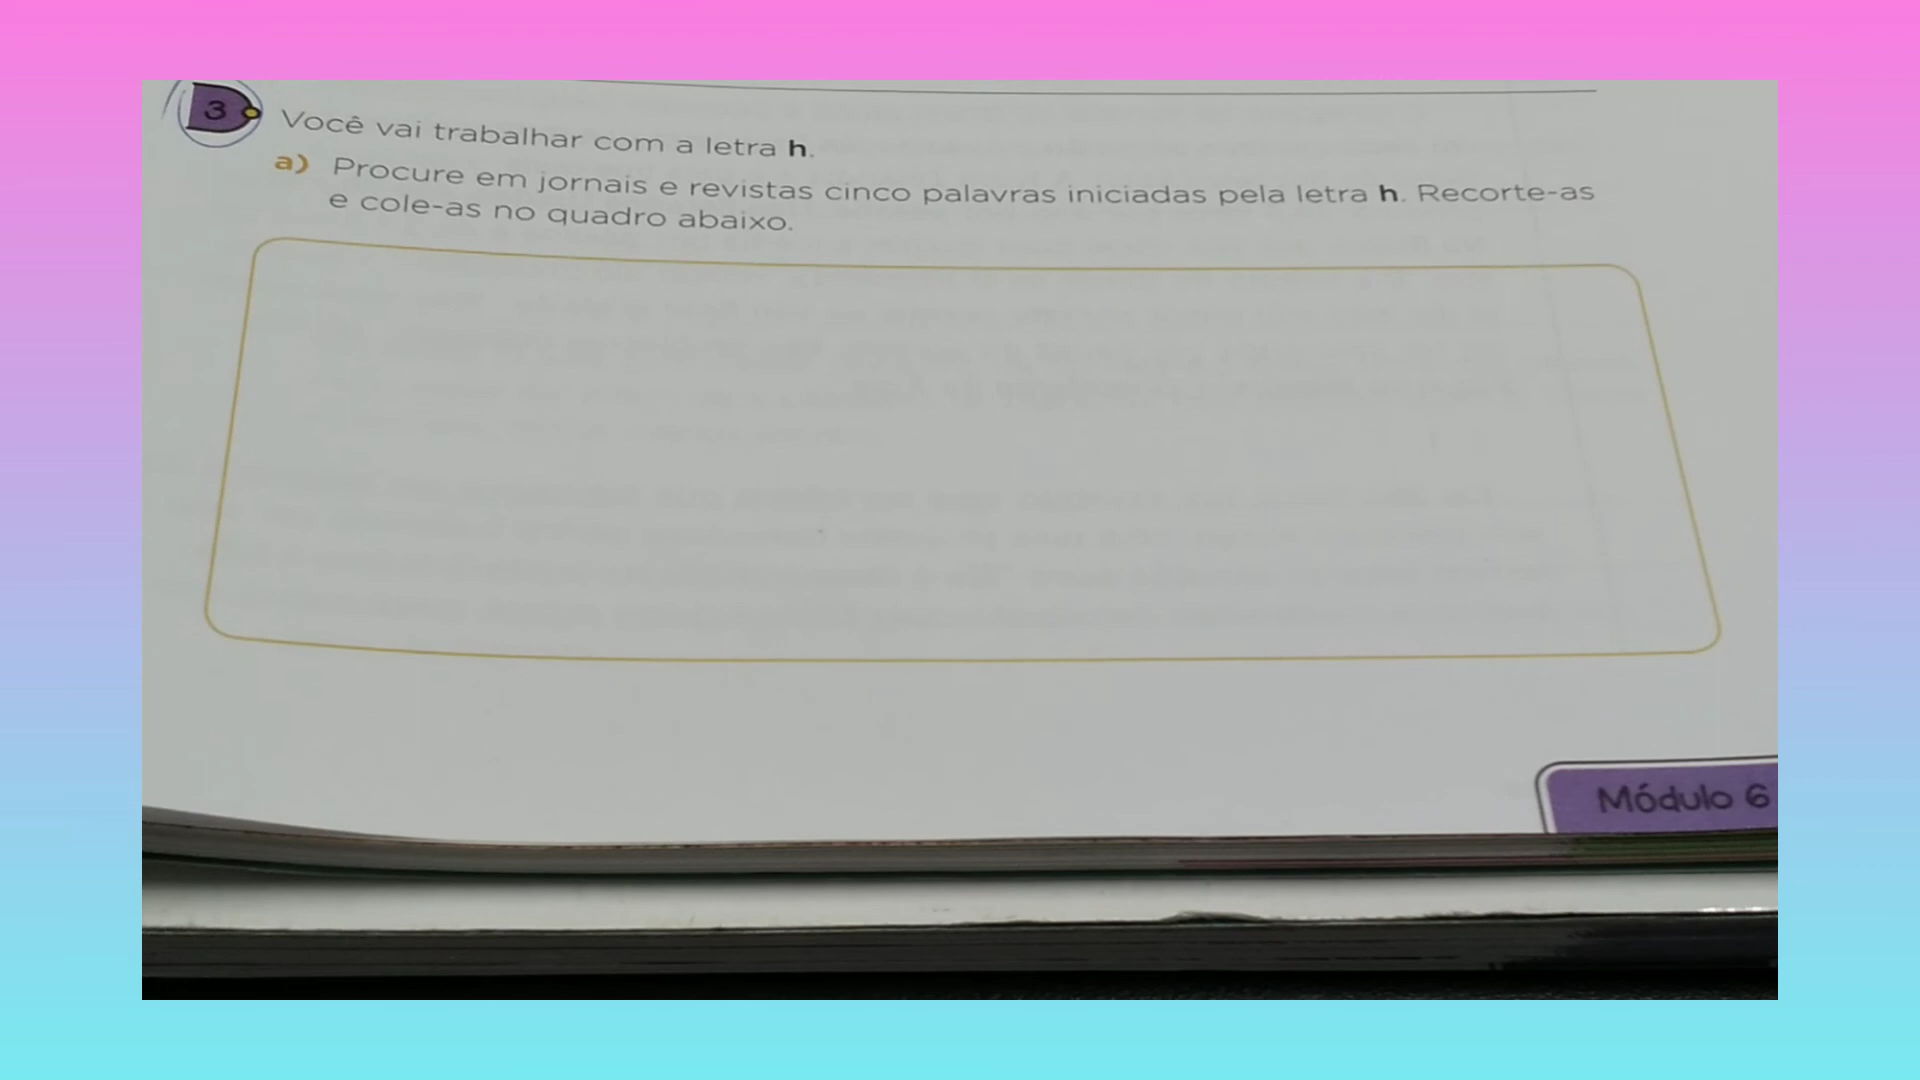 3 Você vai trabalhar com a letra h.
a) Procure em jornais e revistas cinco palavras iniciadas pela letra h. Recorte-as
e cole-as no quadro abaixo.
Módulo 6